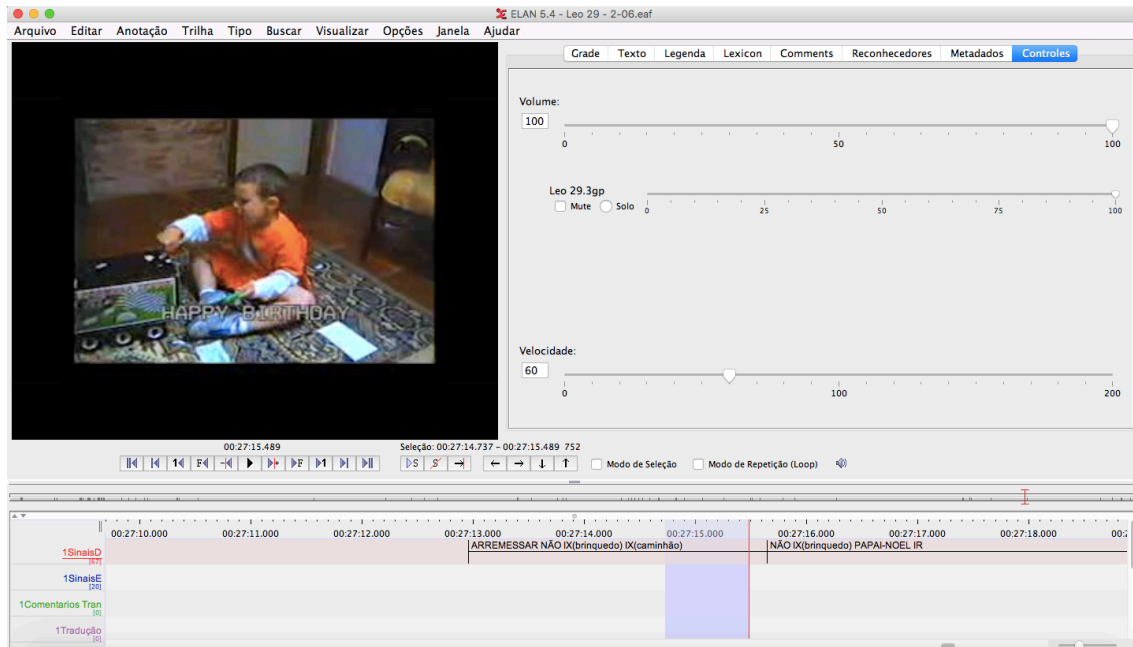 ELAN 5.4 - Leo 29 - 2-06.eaf
Arquivo Editar Anotação Trilha Tipo Buscar Visualizar Opções Janela Ajudar
Grade Texto Legenda Lexicon Comments Reconhecedores Metadados Controles
Volume:
100
0 50 100
Leo 29.3gp
Mute Solo 0 25 50 75 100
HAPPY BIRTHDAY
Velocidade:
60
0 100 200
00:27:15.489 Seleção: 00:27:14.737 - 00:27:15.489 752
1 F F 1 S S Modo de Seleção Modo de Repetição (Loop)
00:27:10.000 00:27:11.000 00:27:12.000 00:27:13.000 00:27:14.000 00:27:15.000 00:27:16.000 00:27:17.000 00:27:18.000 00:2
1SinaisD ARREMESSAR NÃO IX(brinquedo) IX(caminhão) NÃO IX(brinquedo) PAPAI-NOEL IR
[67]
1SinaisE
[20]
1Comentarios Tran
[0]
1Tradução
[0]